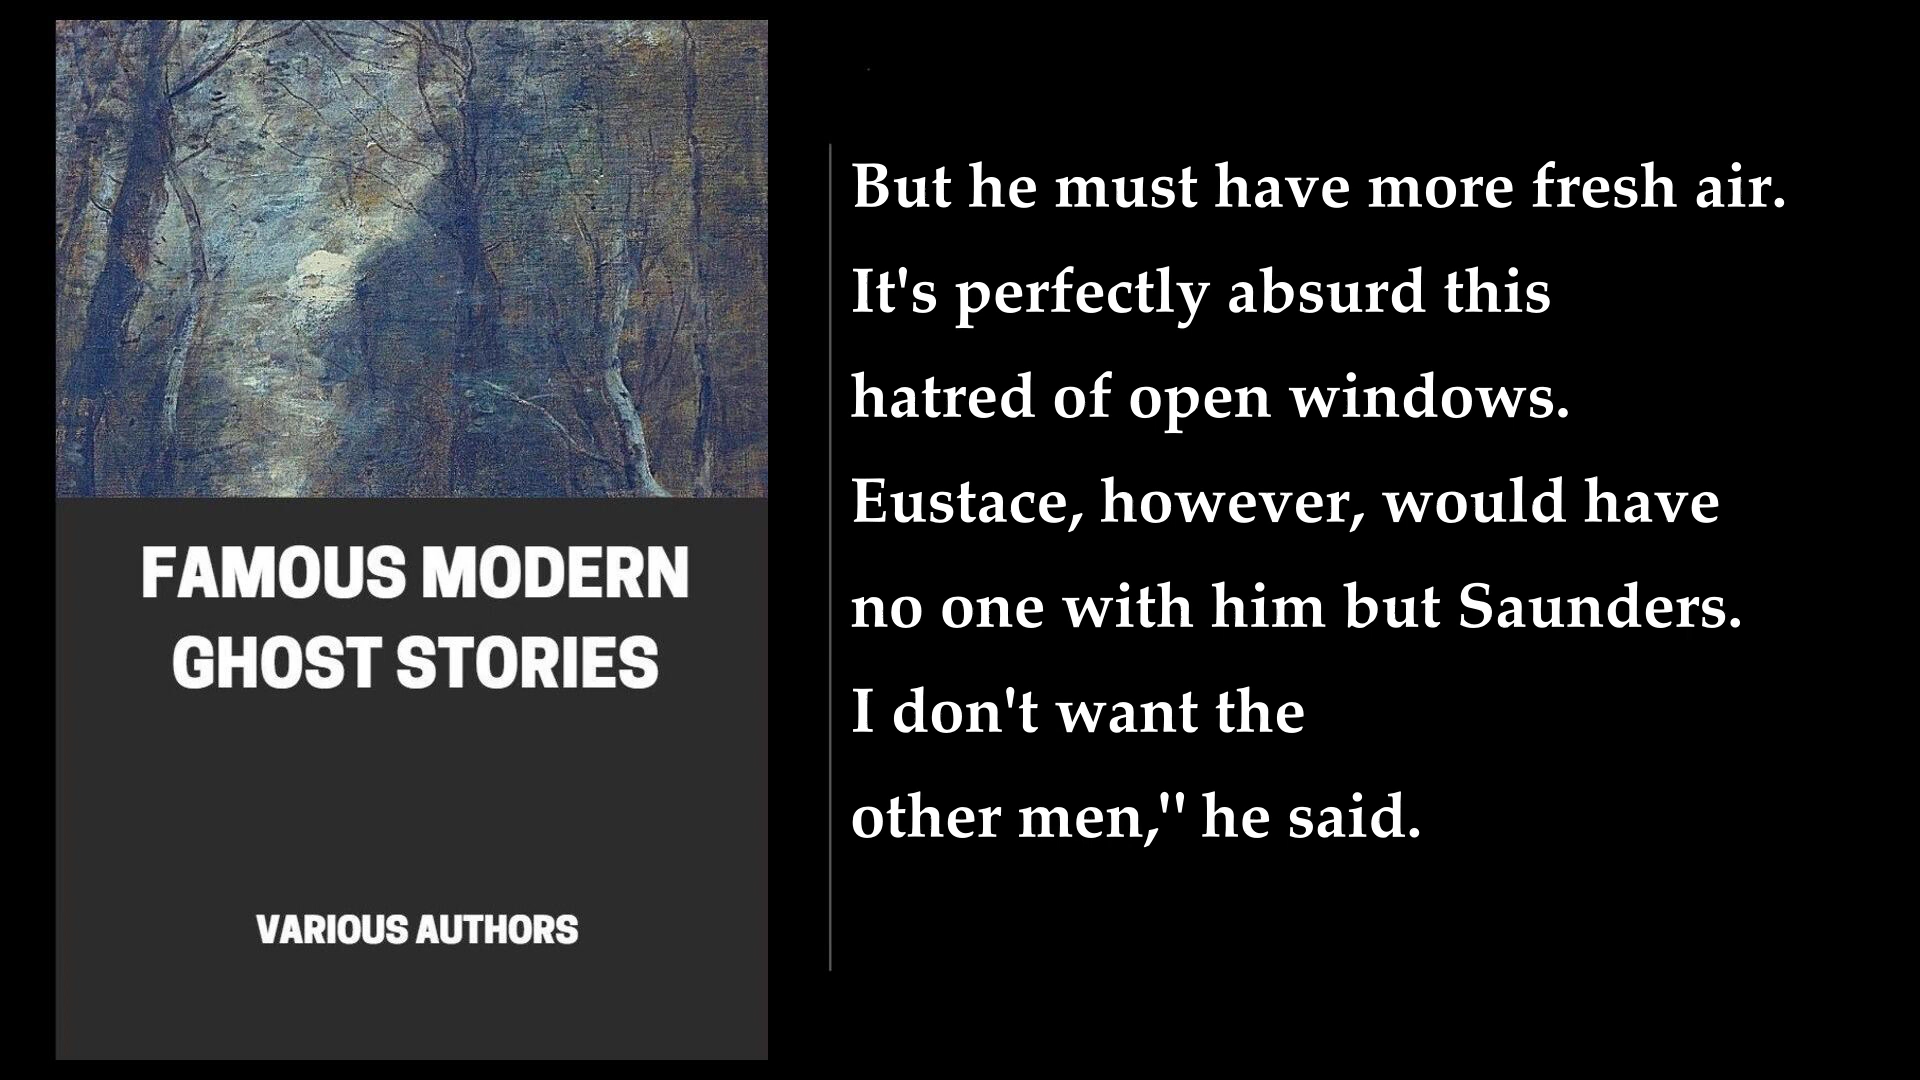 FAMOUS MODERN
GHOST STORIES
VARIOUS AUTHORS
But he must have more fresh air.
It's perfectly absurd this
hatred of open windows.
Eustace, however, would have
no one with him but Saunders.
I don't want the
other men," he said.